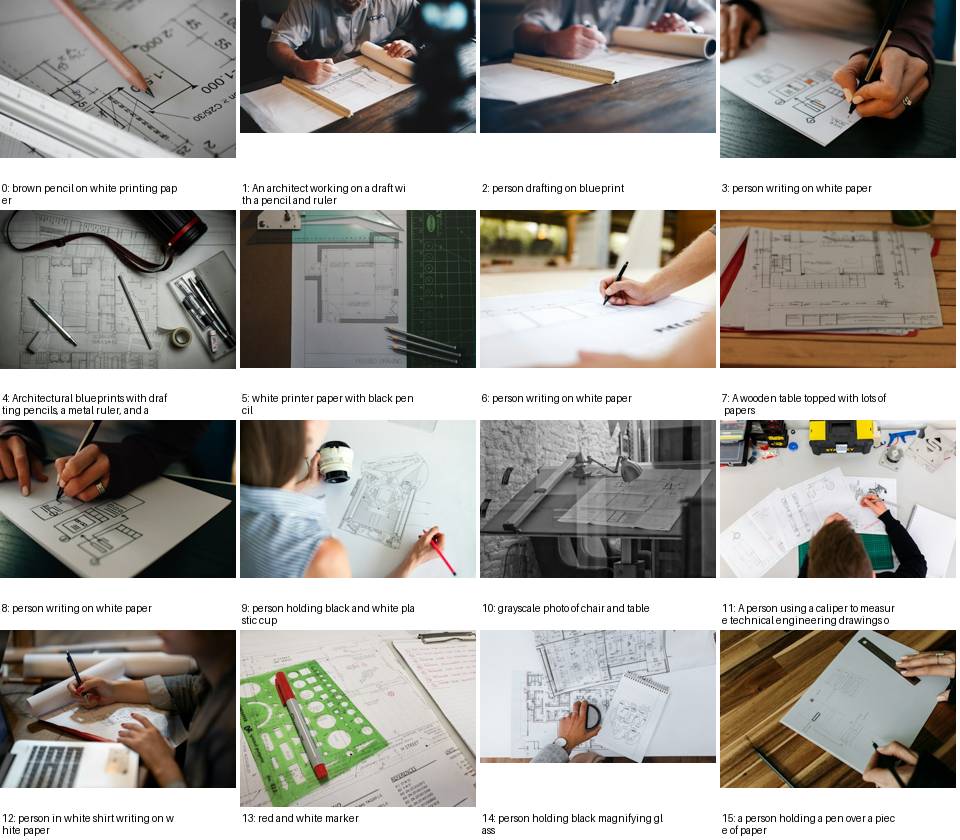 0: brown pencil on white printing pap
er
1: An architect working on a draft wi
th a pencil and ruler
2: person drafting on blueprint
3: person writing on white paper
4: Architectural blueprints with draf
ting pencils, a metal ruler, and a
5: white printer paper with black pen
cil
6: person writing on white paper
7: A wooden table topped with lots of
papers
8: person writing on white paper
9: person holding black and white pla
stic cup
10: grayscale photo of chair and table
11: A person using a caliper to measur
e technical engineering drawings o
12: person in white shirt writing on w
hite paper
13: red and white marker
14: person holding black magnifying gl
ass
15: a person holding a pen over a piec
e of paper